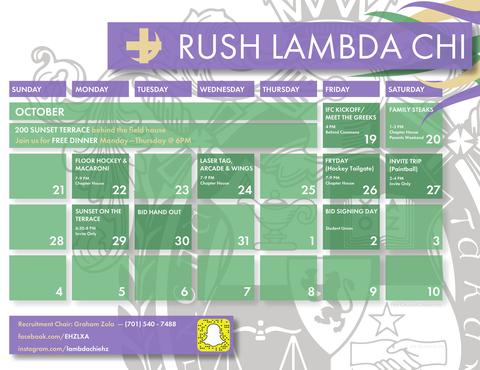 RUSH LAMBDA CHI
SUNDAY MONDAY TUESDAY WEDNESDAY THURSDAY FRIDAY SATURDAY
OCTOBER
200 SUNSET TERRACE behind the field house
Join us for FREE DINNER Monday—Thursday @ 6PM
IFC KICKOFF/
MEET THE GREEKS
4 PM
Behind Commons
19
FAMILY STEAKS
1-3 PM
Chapter House
Parents Weekend
20
21
FLOOR HOCKEY &
MACARONI
7-9 PM
Chapter House
22
23
LASER TAG,
ARCADE & WINGS
7-9 PM
Chapter House
24
25
FRYDAY
(Hockey Tailgate)
7-9 PM
Chapter House
26
INVITE TRIP
(Paintball)
2-4 PM
Invite Only
27
28
SUNSET ON THE
TERRACE
6:30-8 PM
Invite Only
29
BID HAND OUT
30
31
1
BID SIGNING DAY
Student Union
2
3
4
5
6
7
8
9
10
Recruitment Chair: Graham Zola — (701) 540 - 7488
facebook.com/EHZLXA
instagram.com/lambdachiehz